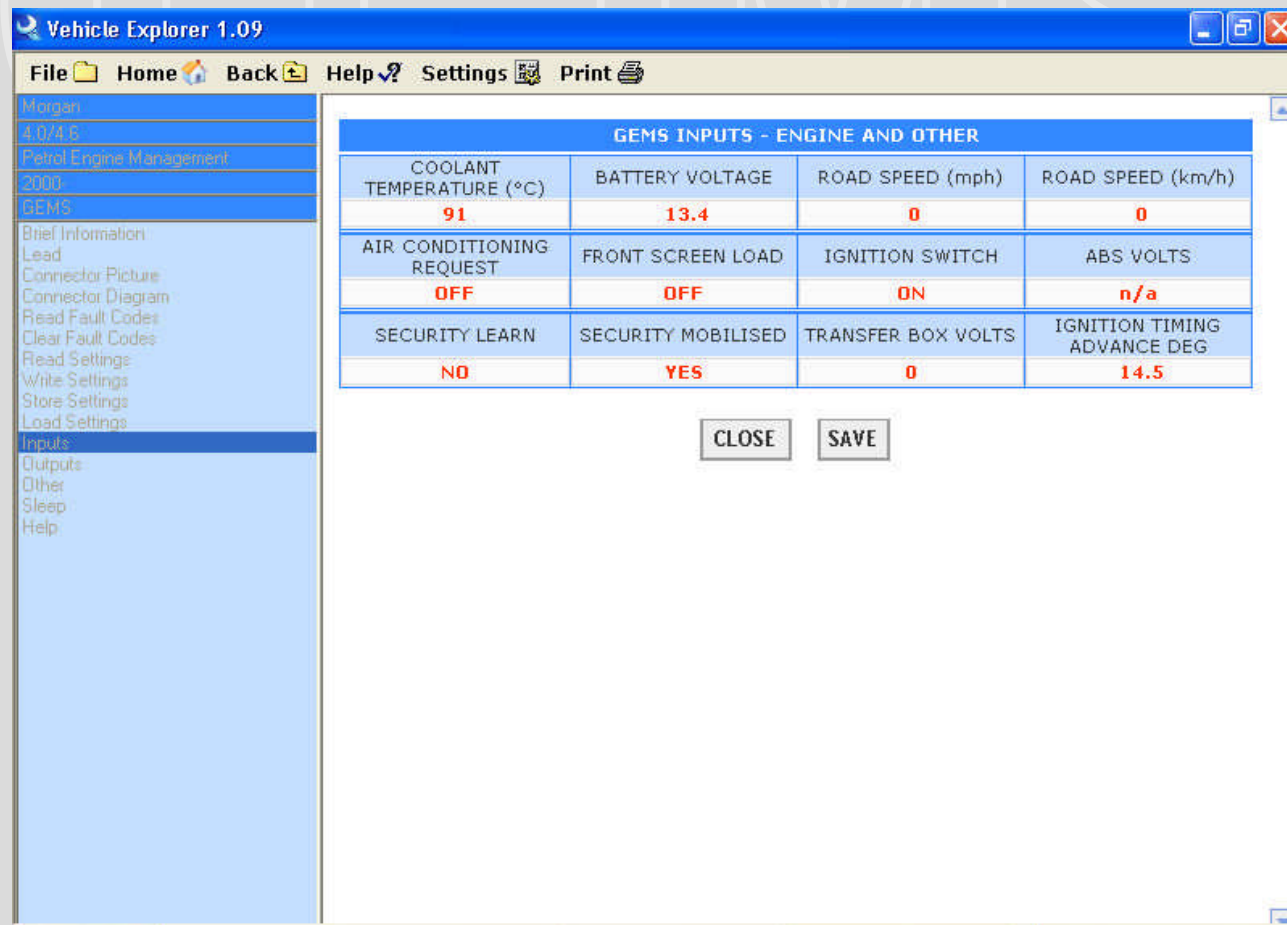 Vehicle Explorer 1.09
File Home Back Help Settings Print
Morgan
4.0/4.6
Petrol Engine Management
2000-
GEMS
Brief Information
Lead
Connector Picture
Connector Diagram
Read Fault Codes
Clear Fault Codes
Read Settings
Write Settings
Store Settings
Load Settings
Inputs
Outputs
Other
Sleep
Help
GEMS INPUTS - ENGINE AND OTHER
COOLANT TEMPERATURE (°C) BATTERY VOLTAGE ROAD SPEED (mph) ROAD SPEED (km/h)
91 13.4 0 0
AIR CONDITIONING REQUEST FRONT SCREEN LOAD IGNITION SWITCH ABS VOLTS
OFF OFF ON n/a
SECURITY LEARN SECURITY MOBILISED TRANSFER BOX VOLTS IGNITION TIMING ADVANCE DEG
NO YES 0 14.5
CLOSE SAVE